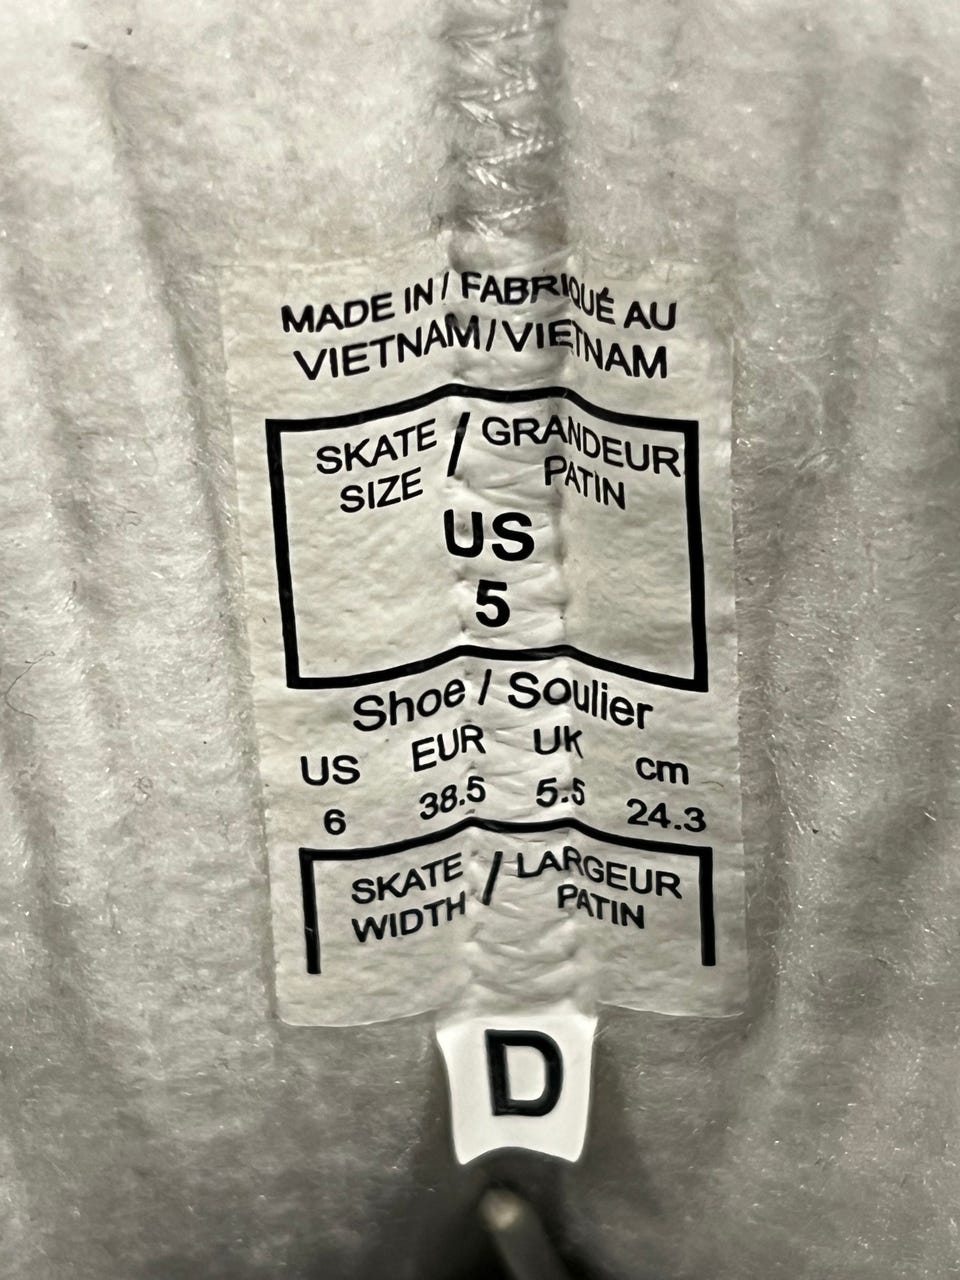 MADE IN / FABRIQUÉ AU
VIETNAM/VIETNAM
SKATE / GRANDEUR
SIZE PATIN
US
5
Shoe / Soulier
US EUR UK cm
6 38.5 5.5 24.3
SKATE / LARGEUR
WIDTH PATIN
D